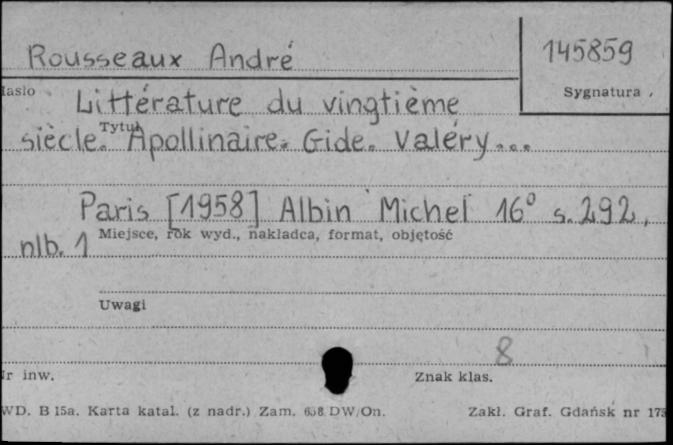 Rousseaux André
145859
Hasło
Sygnatura
Littérature du vingtième
Tytuł
siècle. Apollinaire. Gide. Valéry...
Paris [1958] Albin Michel 16° s. 292,
nlb. 1
Miejsce, rok wyd., nakładca, format, objętość
Uwagi
8
Nr inw.
Znak klas.
WD. B 15a. Karta katal. (z nadr.) Zam. 658 DW/On.
Zakł. Graf. Gdańsk nr 173